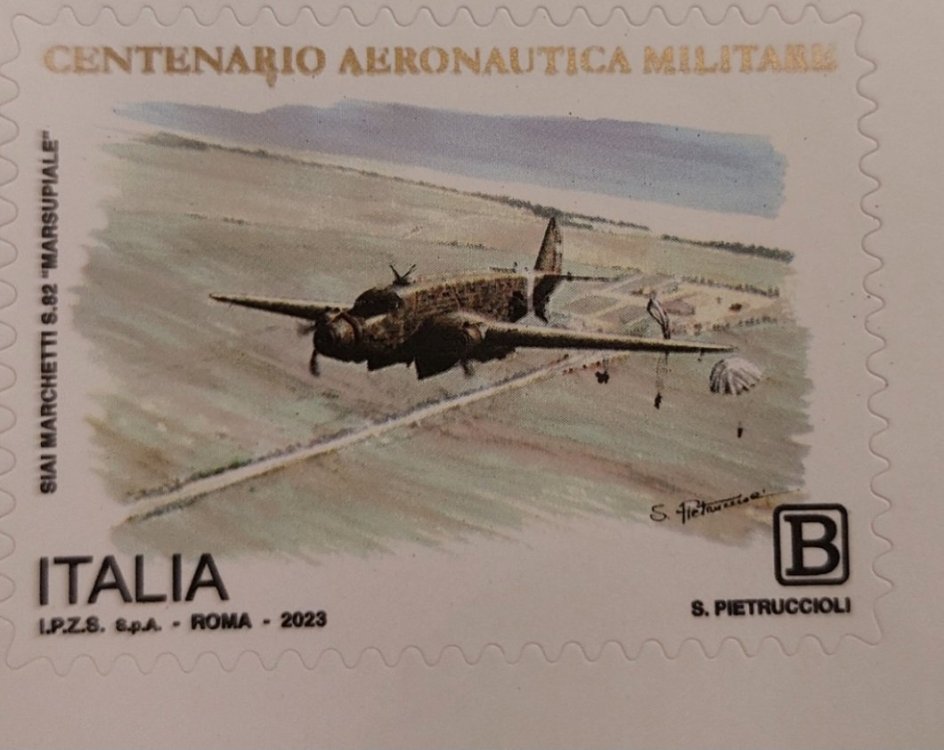 CENTENARIO AERONAUTICA MILITARE
SIAI MARCHETTI S.82 "MARSUPIALE"
S. Pietruccioli
B
ITALIA
I.P.Z.S. S.p.A. - ROMA - 2023
S. PIETRUCCIOLI